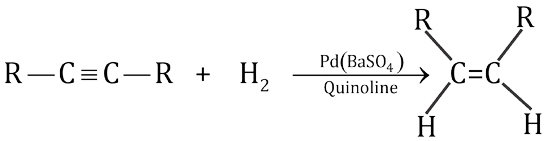 R R
Pd(BaSO₄)
R—C≡C—R + H₂ ⟶ C=C
Quinoline
H H